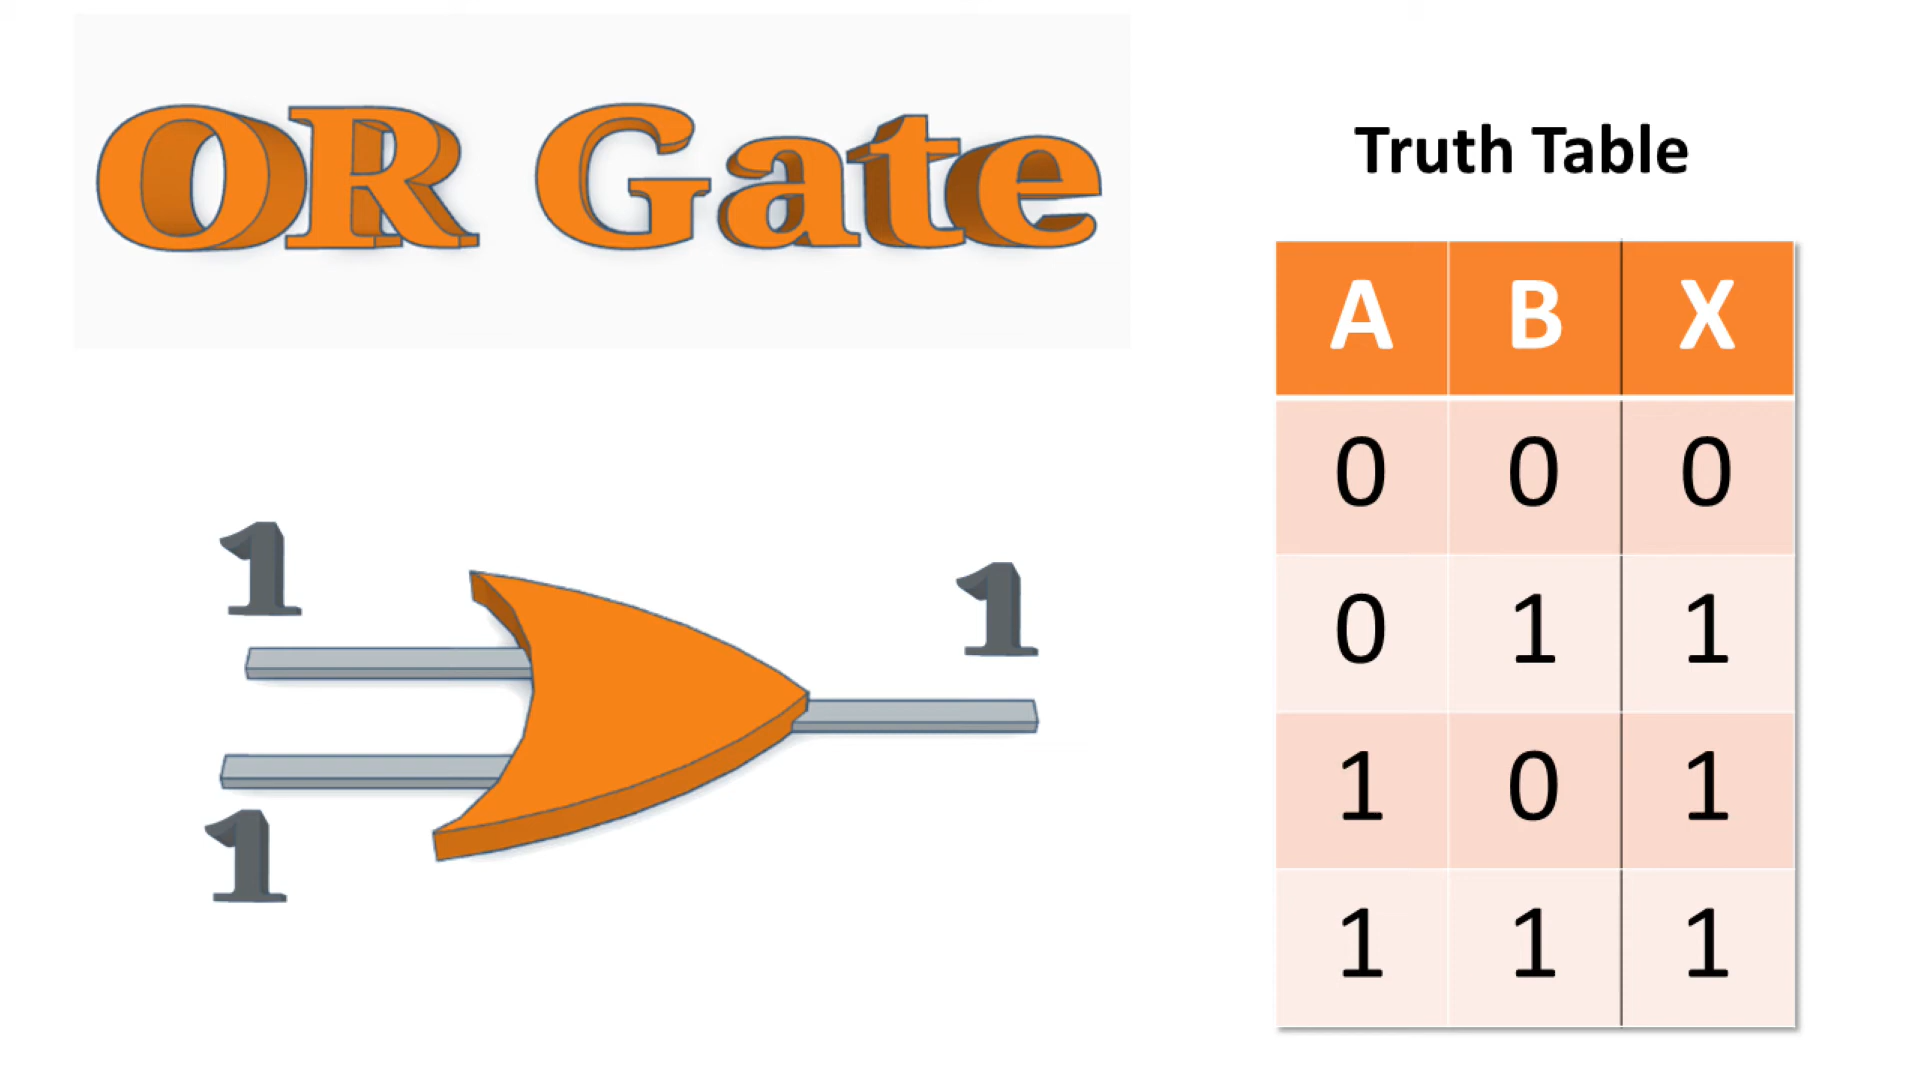 OR Gate
Truth Table
A B X
0 0 0
0 1 1
1 0 1
1 1 1
1
1
1